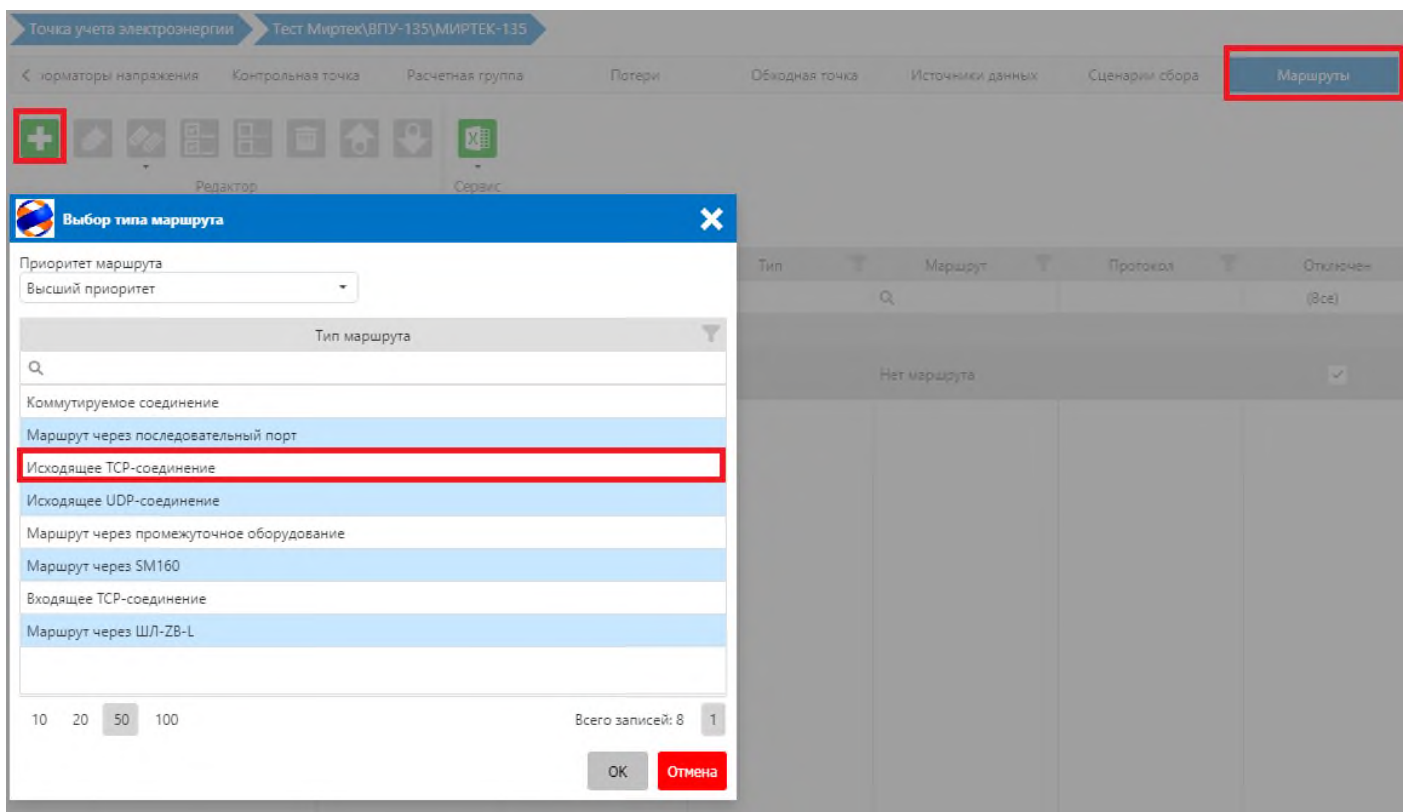 Точка учета электроэнергии Тест Миртек\ВПУ-135\МИРТЕК-135
орматоры напряжения Контрольная точка Расчетная группа Потери Обходная точка Источники данных Сценарии сбора Маршруты
Редактор Сервис
Выбор типа маршрута
Приоритет маршрута
Высший приоритет
Тип Маршрут Протокол Отключен
(Все)
Тип маршрута
Нет маршрута
Коммутируемое соединение
Маршрут через последовательный порт
Исходящее TCP-соединение
Исходящее UDP-соединение
Маршрут через промежуточное оборудование
Маршрут через SM160
Входящее TCP-соединение
Маршрут через ШЛ-ZB-L
10 20 50 100 Всего записей: 8 1
ОК Отмена